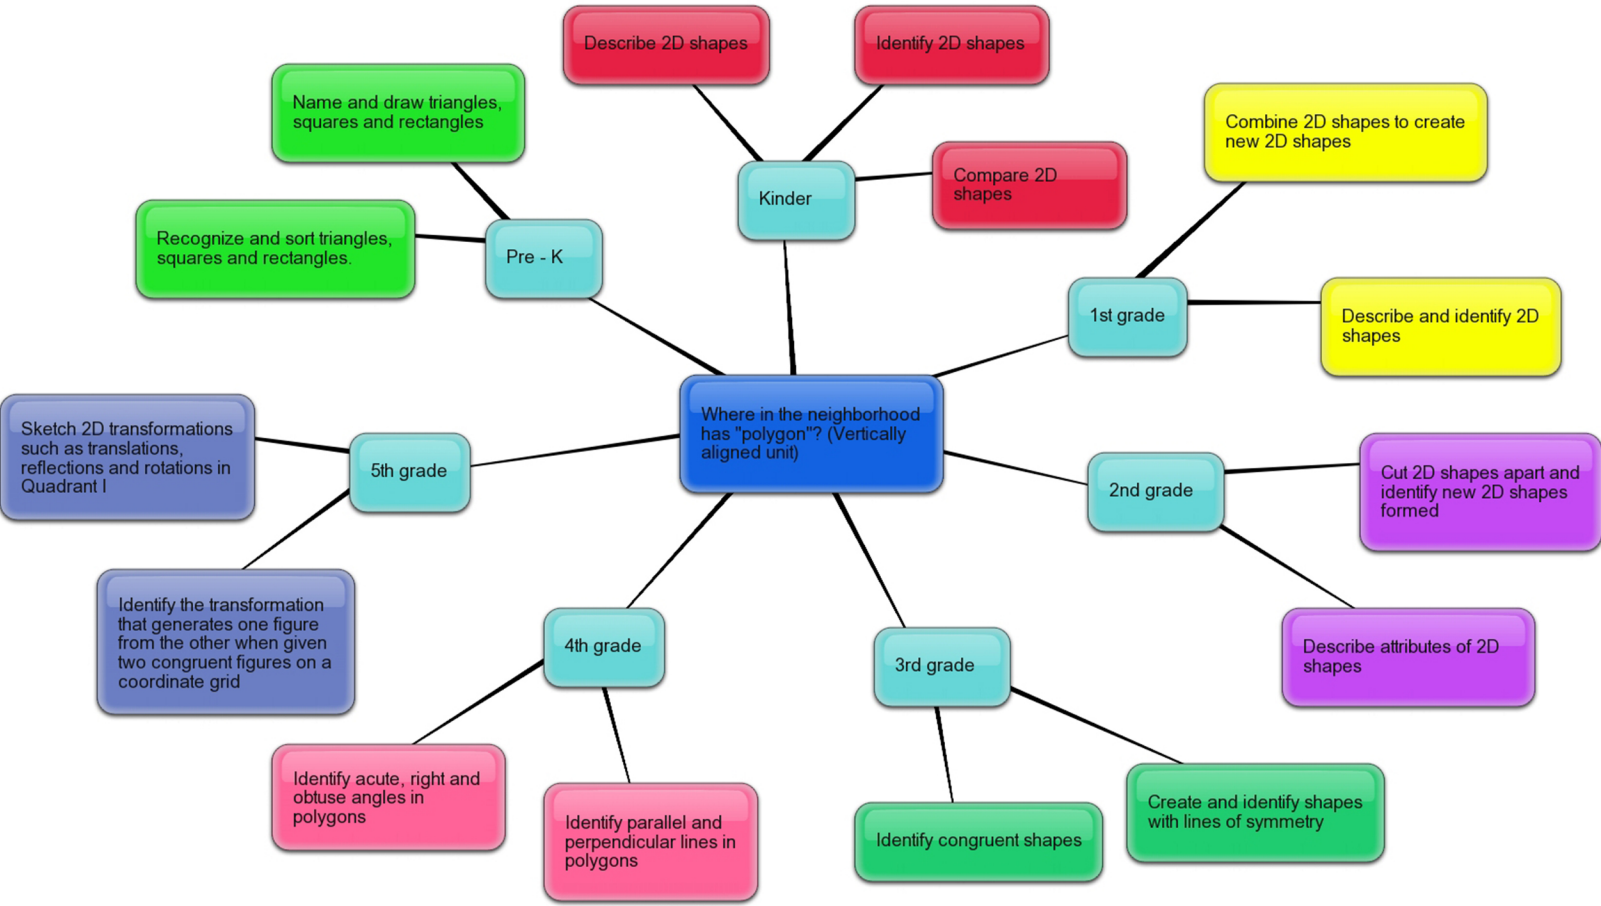 Describe 2D shapes
Identify 2D shapes
Name and draw triangles,
squares and rectangles
Combine 2D shapes to create
new 2D shapes
Kinder
Compare 2D
shapes
Recognize and sort triangles,
squares and rectangles.
Pre - K
1st grade
Describe and identify 2D
shapes
Where in the neighborhood
has "polygon"? (Vertically
aligned unit)
Sketch 2D transformations
such as translations,
reflections and rotations in
Quadrant I
5th grade
2nd grade
Cut 2D shapes apart and
identify new 2D shapes
formed
Identify the transformation
that generates one figure
from the other when given
two congruent figures on a
coordinate grid
4th grade
3rd grade
Describe attributes of 2D
shapes
Identify acute, right and
obtuse angles in
polygons
Identify parallel and
perpendicular lines in
polygons
Identify congruent shapes
Create and identify shapes
with lines of symmetry